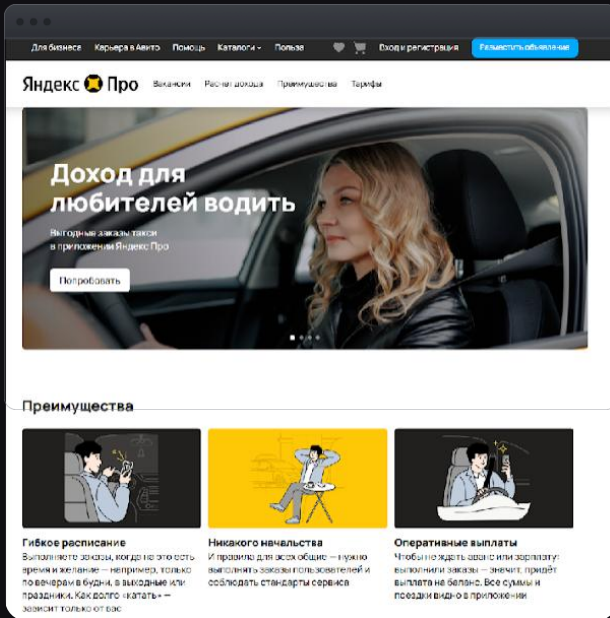 Для бизнеса Карьера в Авито Помощь Каталоги Польза Вход и регистрация Разместить объявление
Яндекс Про Вакансии Расчет дохода Преимущества Тарифы
Доход для
любителей водить
Выгодные заказы такси
в приложении Яндекс Про
Попробовать
Преимущества
Гибкое расписание
Выполняете заказы, когда на это есть
время и желание — например, только
по вечерам в будни, в выходные или
праздники. Как долго «катать» —
зависит только от вас
Никакого начальства
И правила для всех общие — нужно
выполнять заказы пользователей и
соблюдать стандарты сервиса
Оперативные выплаты
Чтобы не ждать аванс или зарплату:
выполнили заказы — значит, придёт
выплата на баланс. Все суммы и
поездки видно в приложении